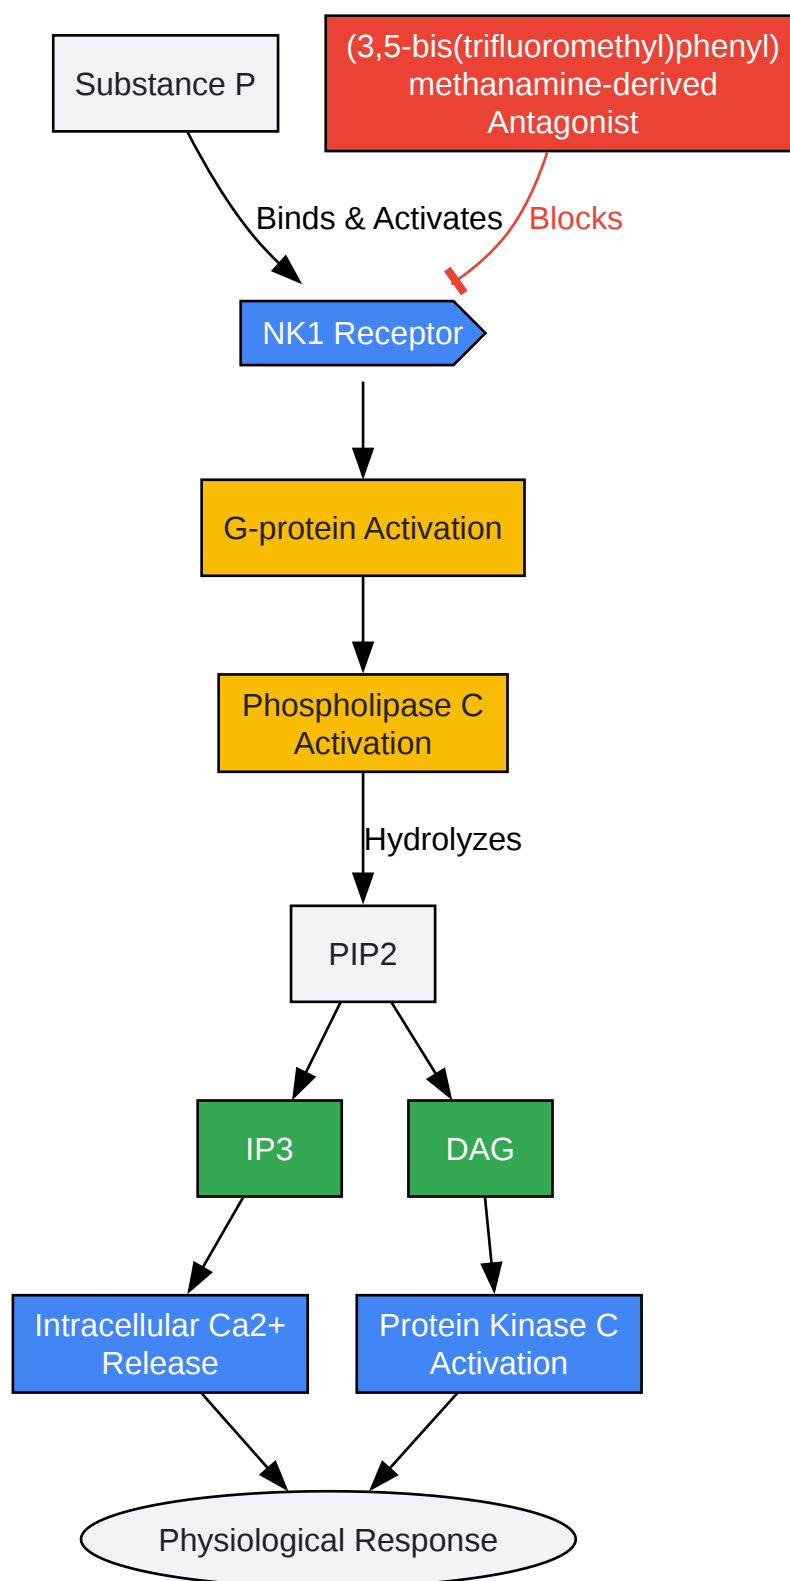 Substance P
(3,5-bis(trifluoromethyl)phenyl)
methanamine-derived
Antagonist
Binds & Activates
Blocks
NK1 Receptor
G-protein Activation
Phospholipase C
Activation
Hydrolyzes
PIP2
IP3
DAG
Intracellular Ca2+
Release
Protein Kinase C
Activation
Physiological Response